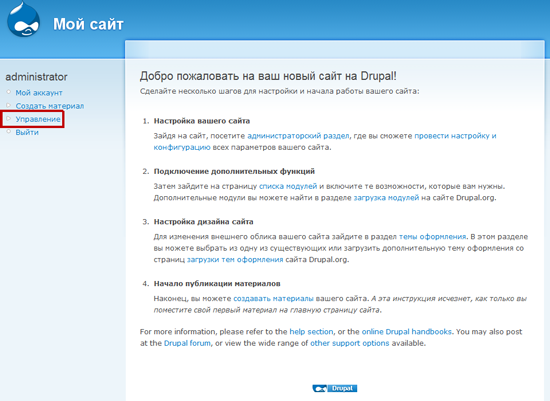 Мой сайт
administrator
Мой аккаунт
Создать материал
Управление
Выйти
Добро пожаловать на ваш новый сайт на Drupal!
Сделайте несколько шагов для настройки и начала работы вашего сайта:
1. Настройка вашего сайта
Зайдя на сайт, посетите администраторский раздел, где вы сможете провести настройку и
конфигурацию всех параметров вашего сайта.
2. Подключение дополнительных функций
Затем зайдите на страницу списка модулей и включите те возможности, которые вам нужны.
Дополнительные модули вы можете найти в разделе загрузка модулей на сайте Drupal.org.
3. Настройка дизайна сайта
Для изменения внешнего облика вашего сайта зайдите в раздел темы оформления. В этом разделе
вы можете выбрать из одну из существующих или загрузить дополнительную тему оформления со
страниц загрузки тем оформления сайта Drupal.org.
4. Начало публикации материалов
Наконец, вы можете создавать материалы вашего сайта. А эта инструкция исчезнет, как только вы
поместите свой первый материал на главную страницу сайта.
For more information, please refer to the help section, or the online Drupal handbooks. You may also post
at the Drupal forum, or view the wide range of other support options available.
Drupal